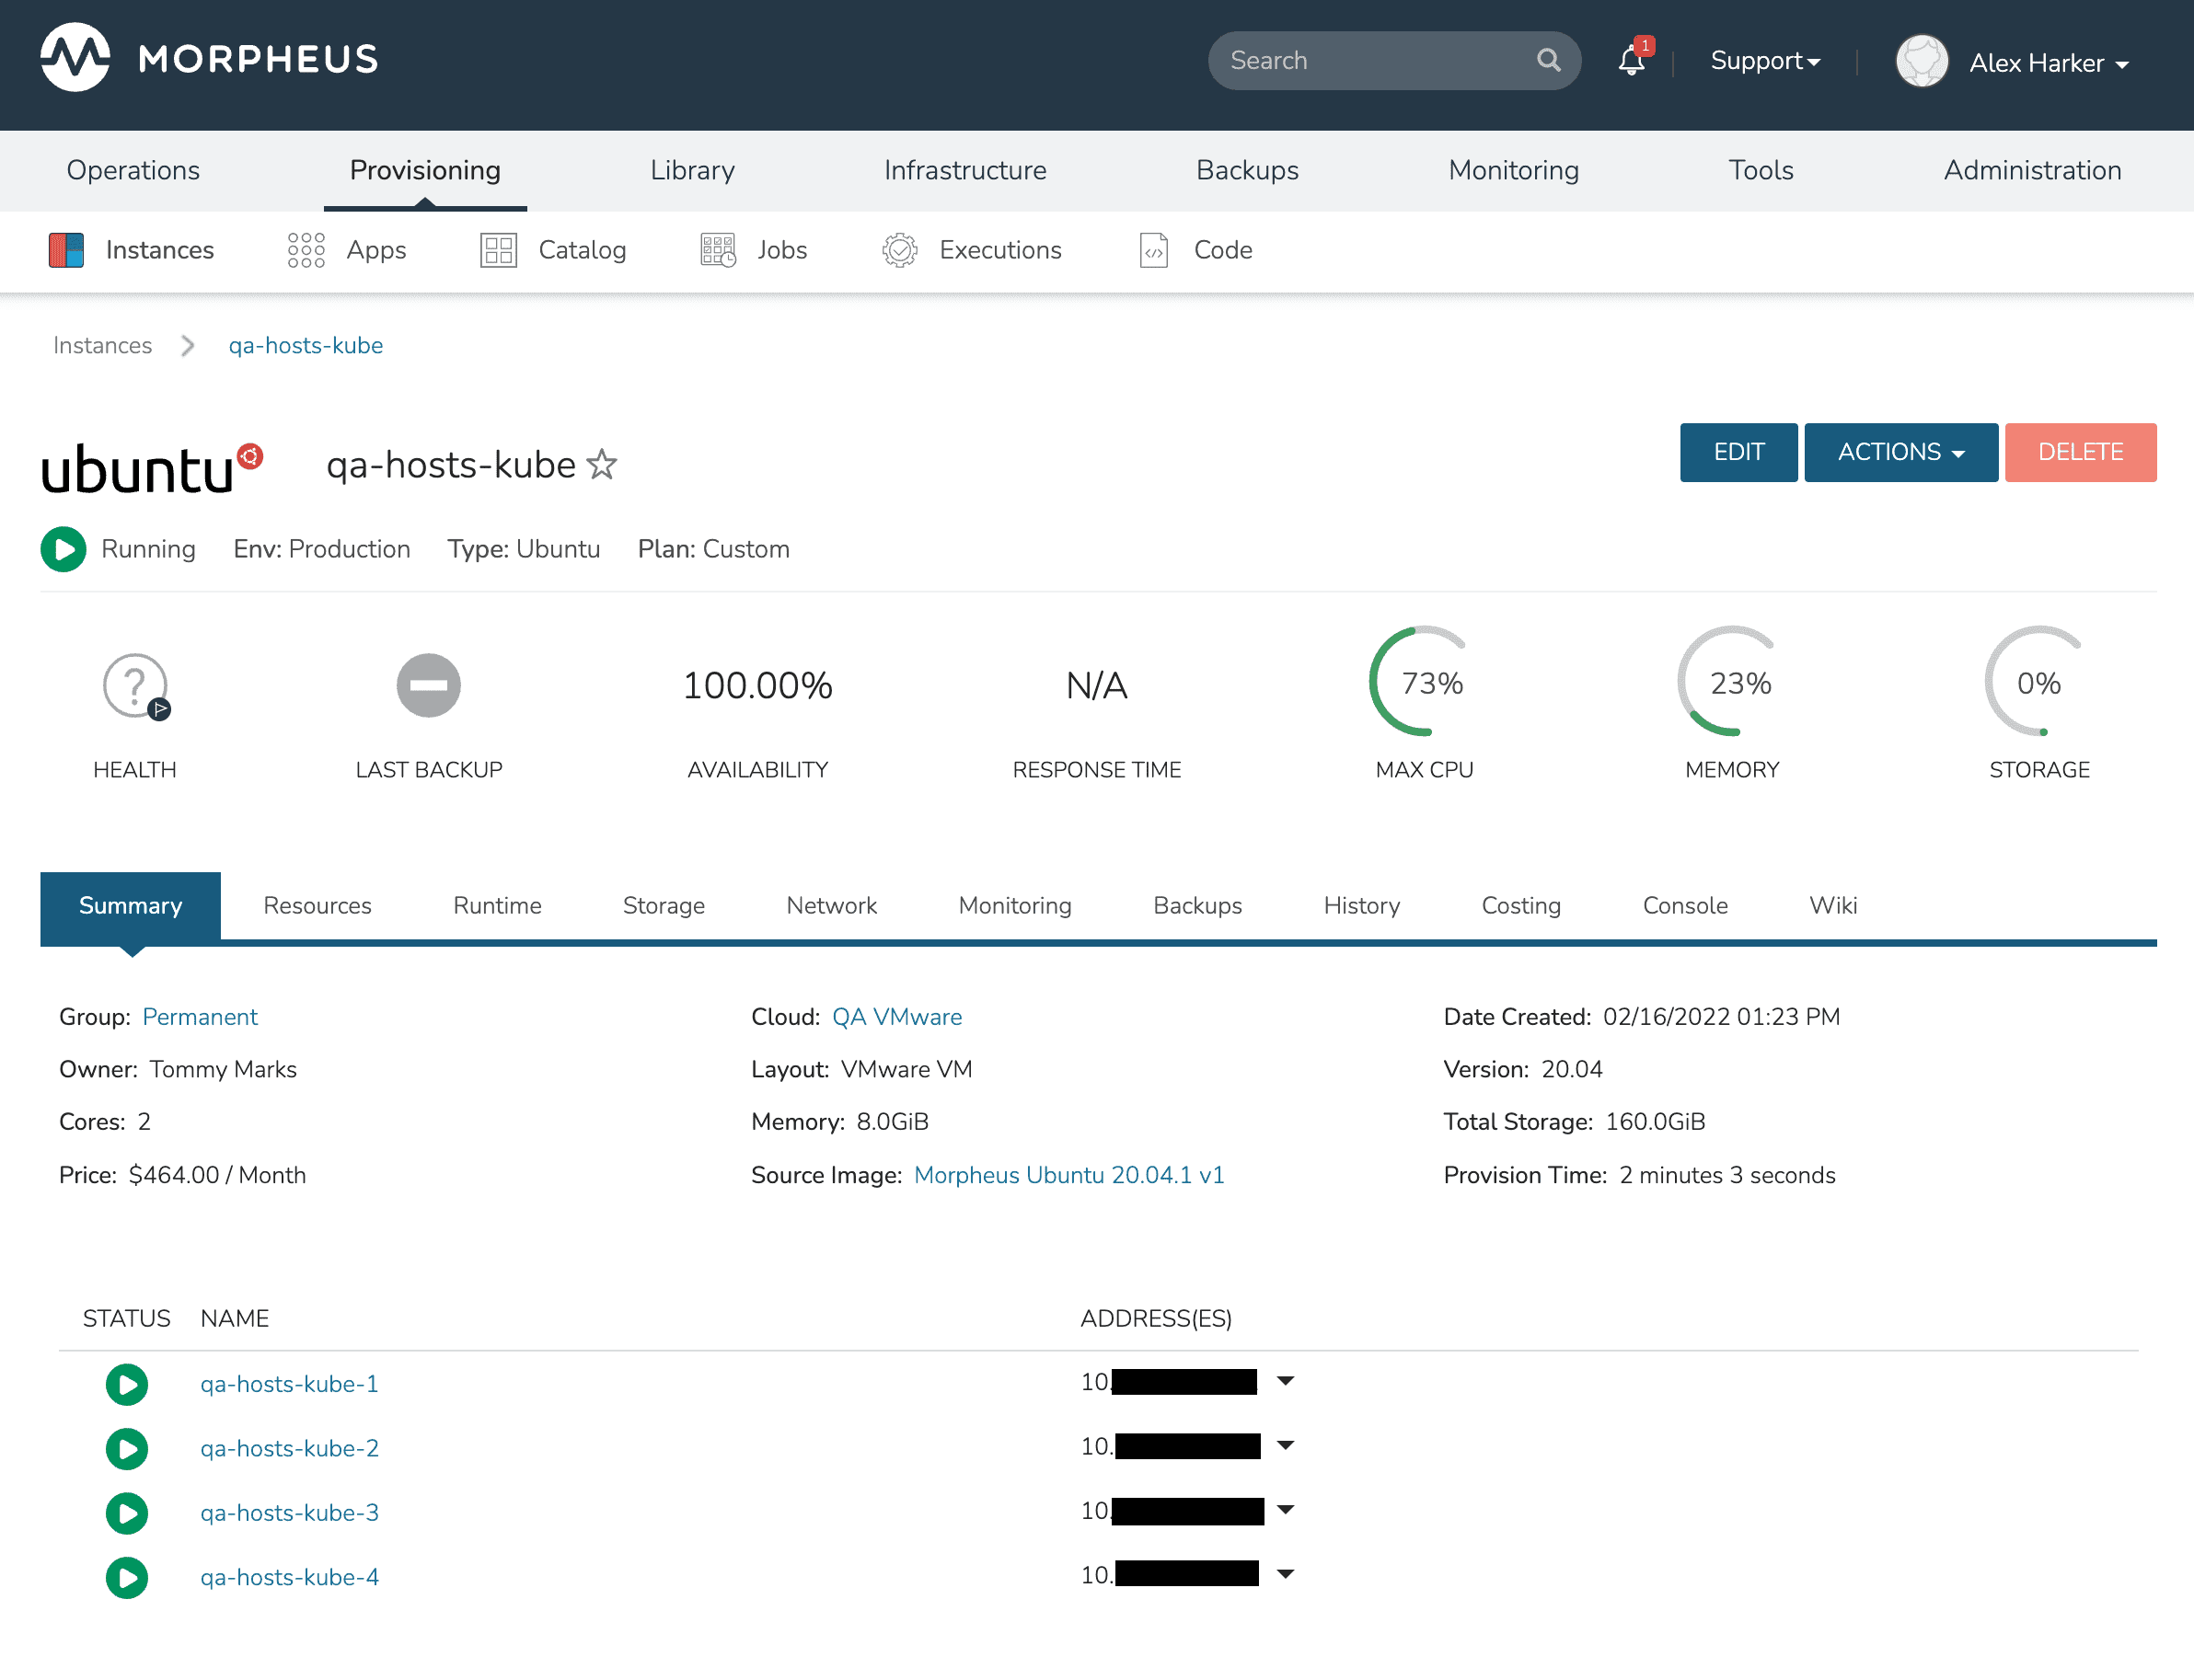 MORPHEUS
Search
1
Support
Alex Harker
Operations Provisioning Library Infrastructure Backups Monitoring Tools Administration
Instances Apps Catalog Jobs Executions Code
Instances qa-hosts-kube
ubuntu qa-hosts-kube
EDIT ACTIONS DELETE
Running Env: Production Type: Ubuntu Plan: Custom
100.00% N/A 73% 23% 0%
HEALTH LAST BACKUP AVAILABILITY RESPONSE TIME MAX CPU MEMORY STORAGE
Summary Resources Runtime Storage Network Monitoring Backups History Costing Console Wiki
Group: Permanent Cloud: QA VMware Date Created: 02/16/2022 01:23 PM
Owner: Tommy Marks Layout: VMware VM Version: 20.04
Cores: 2 Memory: 8.0GiB Total Storage: 160.0GiB
Price: $464.00 / Month Source Image: Morpheus Ubuntu 20.04.1 v1 Provision Time: 2 minutes 3 seconds
STATUS NAME ADDRESS(ES)
qa-hosts-kube-1 10.
qa-hosts-kube-2 10.
qa-hosts-kube-3 10.
qa-hosts-kube-4 10.